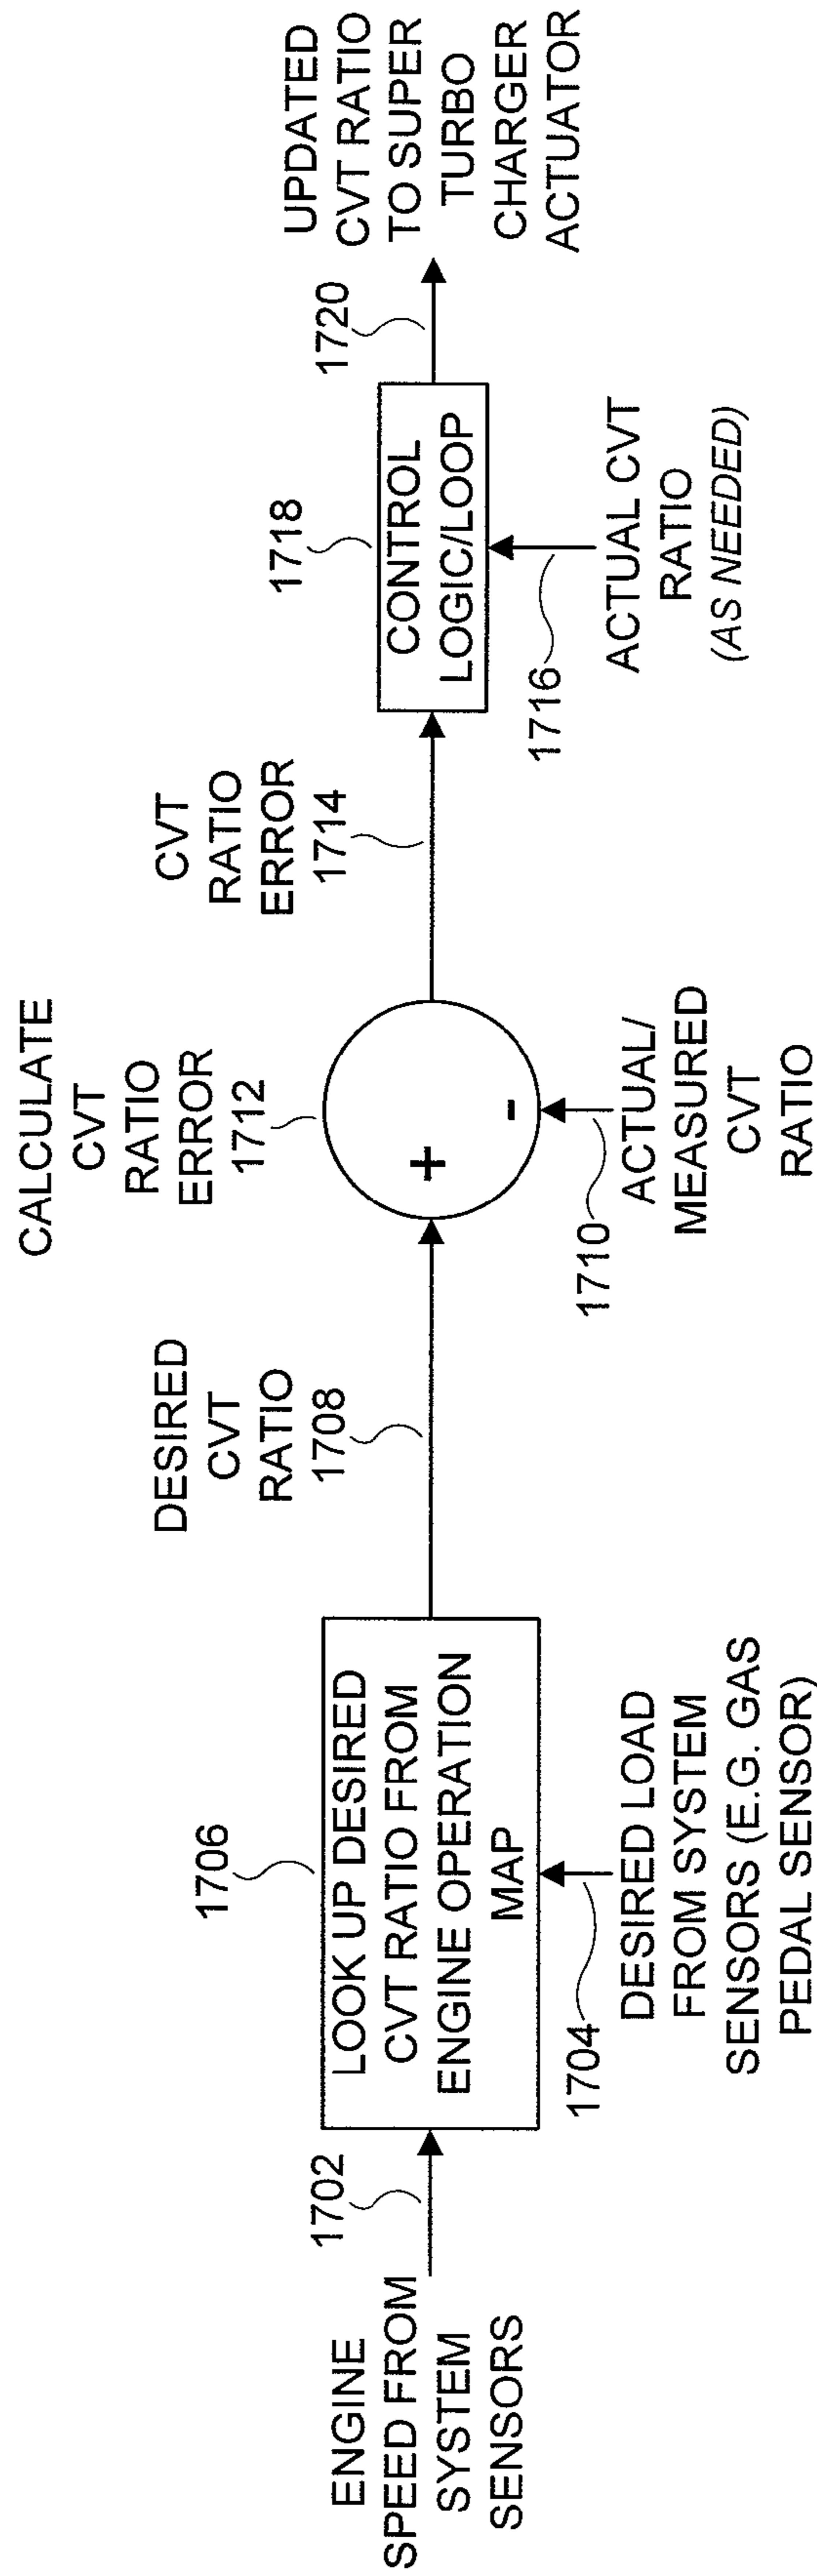 ENGINE
SPEED FROM
SYSTEM
SENSORS
1702
1706
LOOK UP DESIRED
CVT RATIO FROM
ENGINE OPERATION
MAP
1704
DESIRED LOAD
FROM SYSTEM
SENSORS (E.G. GAS
PEDAL SENSOR)
DESIRED
CVT
RATIO
1708
CALCULATE
CVT
RATIO
ERROR
1712
+
-
1710
ACTUAL/
MEASURED
CVT
RATIO
CVT
RATIO
ERROR
1714
1718
CONTROL
LOGIC/LOOP
1716
ACTUAL CVT
RATIO
(AS NEEDED)
1720
UPDATED
CVT RATIO
TO SUPER
TURBO
CHARGER
ACTUATOR